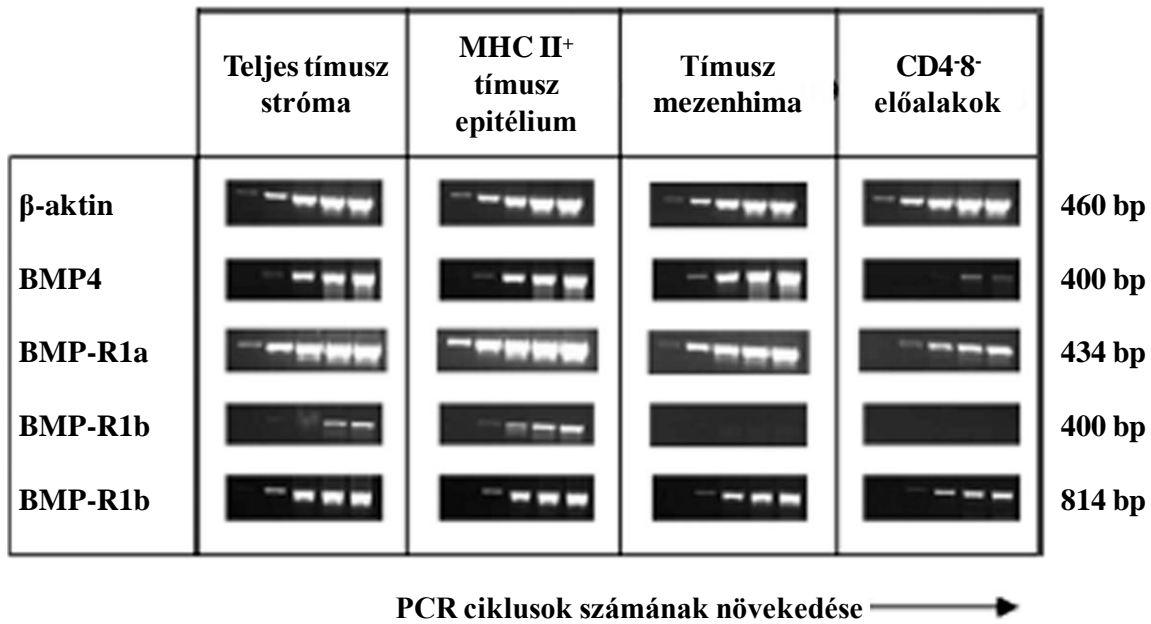 Teljes tímusz
stróma
MHC II⁺
tímusz
epitélium
Tímusz
mezenhima
CD4⁻8⁻
előalakok
β-aktin
460 bp
BMP4
400 bp
BMP-R1a
434 bp
BMP-R1b
400 bp
BMP-R1b
814 bp
PCR ciklusok számának növekedése